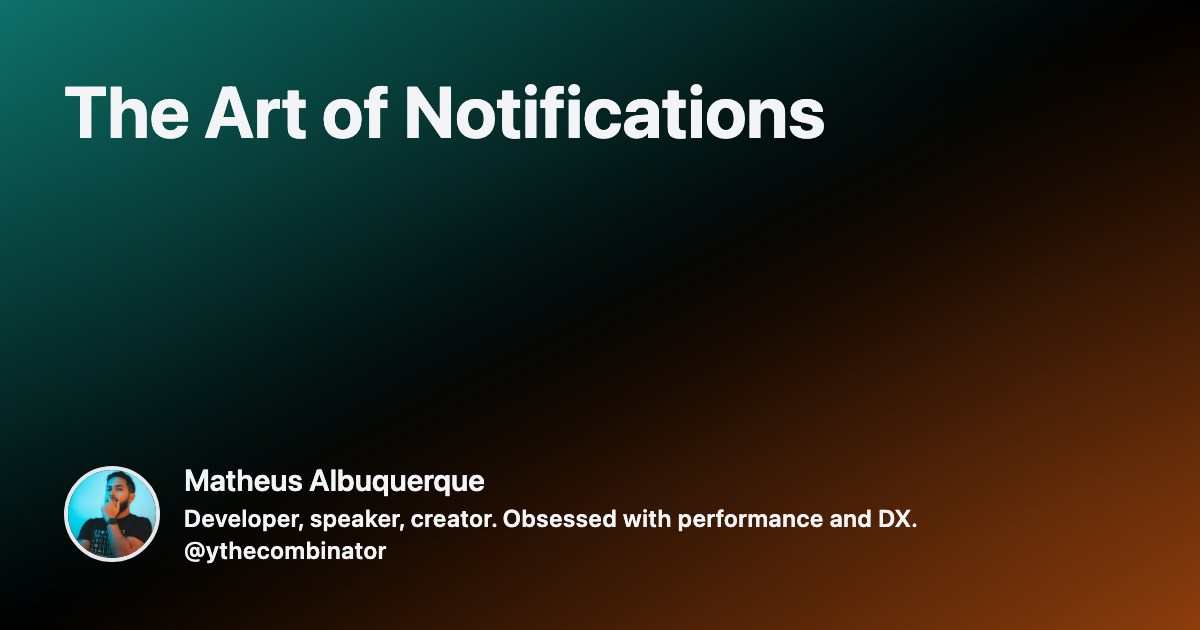 The Art of Notifications
Matheus Albuquerque
Developer, speaker, creator. Obsessed with performance and DX.
@ythecombinator